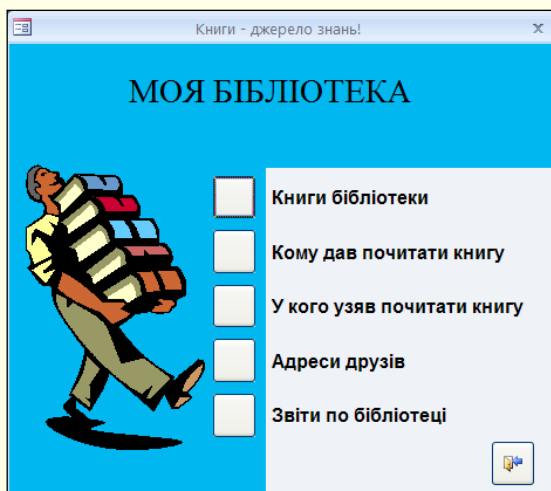 Книги - джерело знань!
МОЯ БІБЛІОТЕКА
Книги бібліотеки
Кому дав почитати книгу
У кого узяв почитати книгу
Адреси друзів
Звіти по бібліотеці